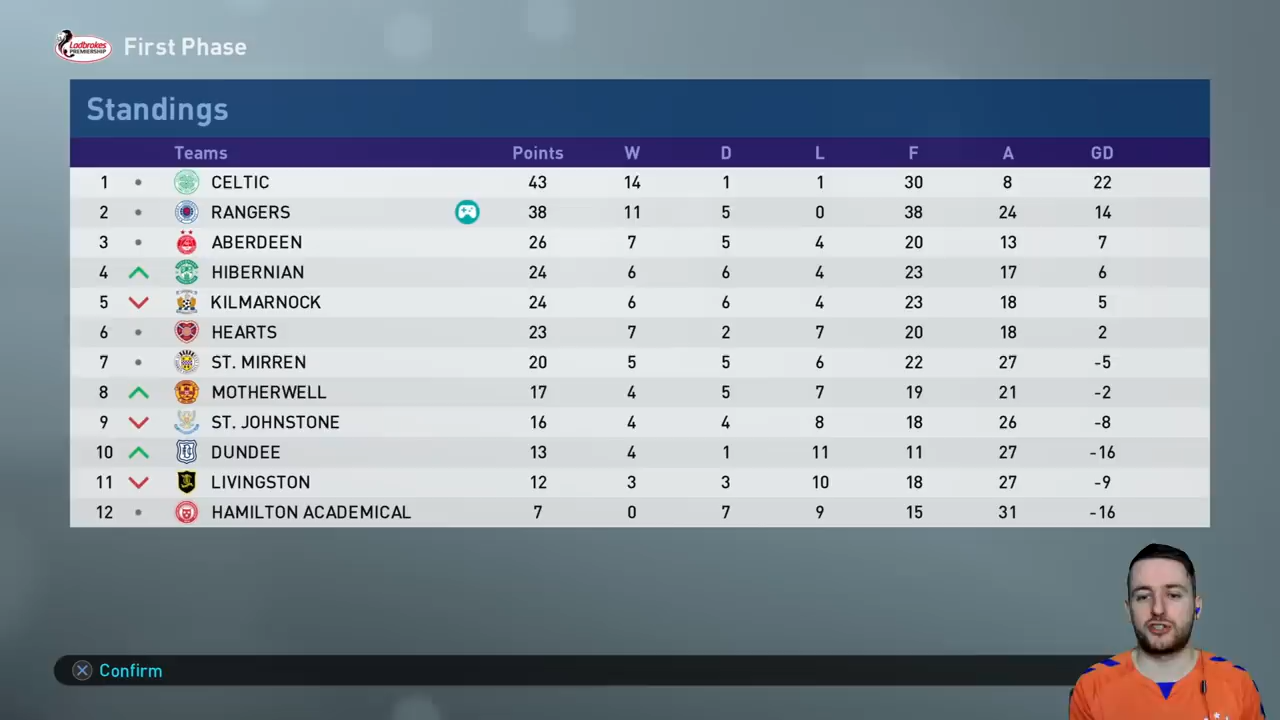 Ladbrokes PREMIERSHIP First Phase
Standings
Teams Points W D L F A GD
1 CELTIC 43 14 1 1 30 8 22
2 RANGERS 38 11 5 0 38 24 14
3 ABERDEEN 26 7 5 4 20 13 7
4 HIBERNIAN 24 6 6 4 23 17 6
5 KILMARNOCK 24 6 6 4 23 18 5
6 HEARTS 23 7 2 7 20 18 2
7 ST. MIRREN 20 5 5 6 22 27 -5
8 MOTHERWELL 17 4 5 7 19 21 -2
9 ST. JOHNSTONE 16 4 4 8 18 26 -8
10 DUNDEE 13 4 1 11 11 27 -16
11 LIVINGSTON 12 3 3 10 18 27 -9
12 HAMILTON ACADEMICAL 7 0 7 9 15 31 -16
Confirm